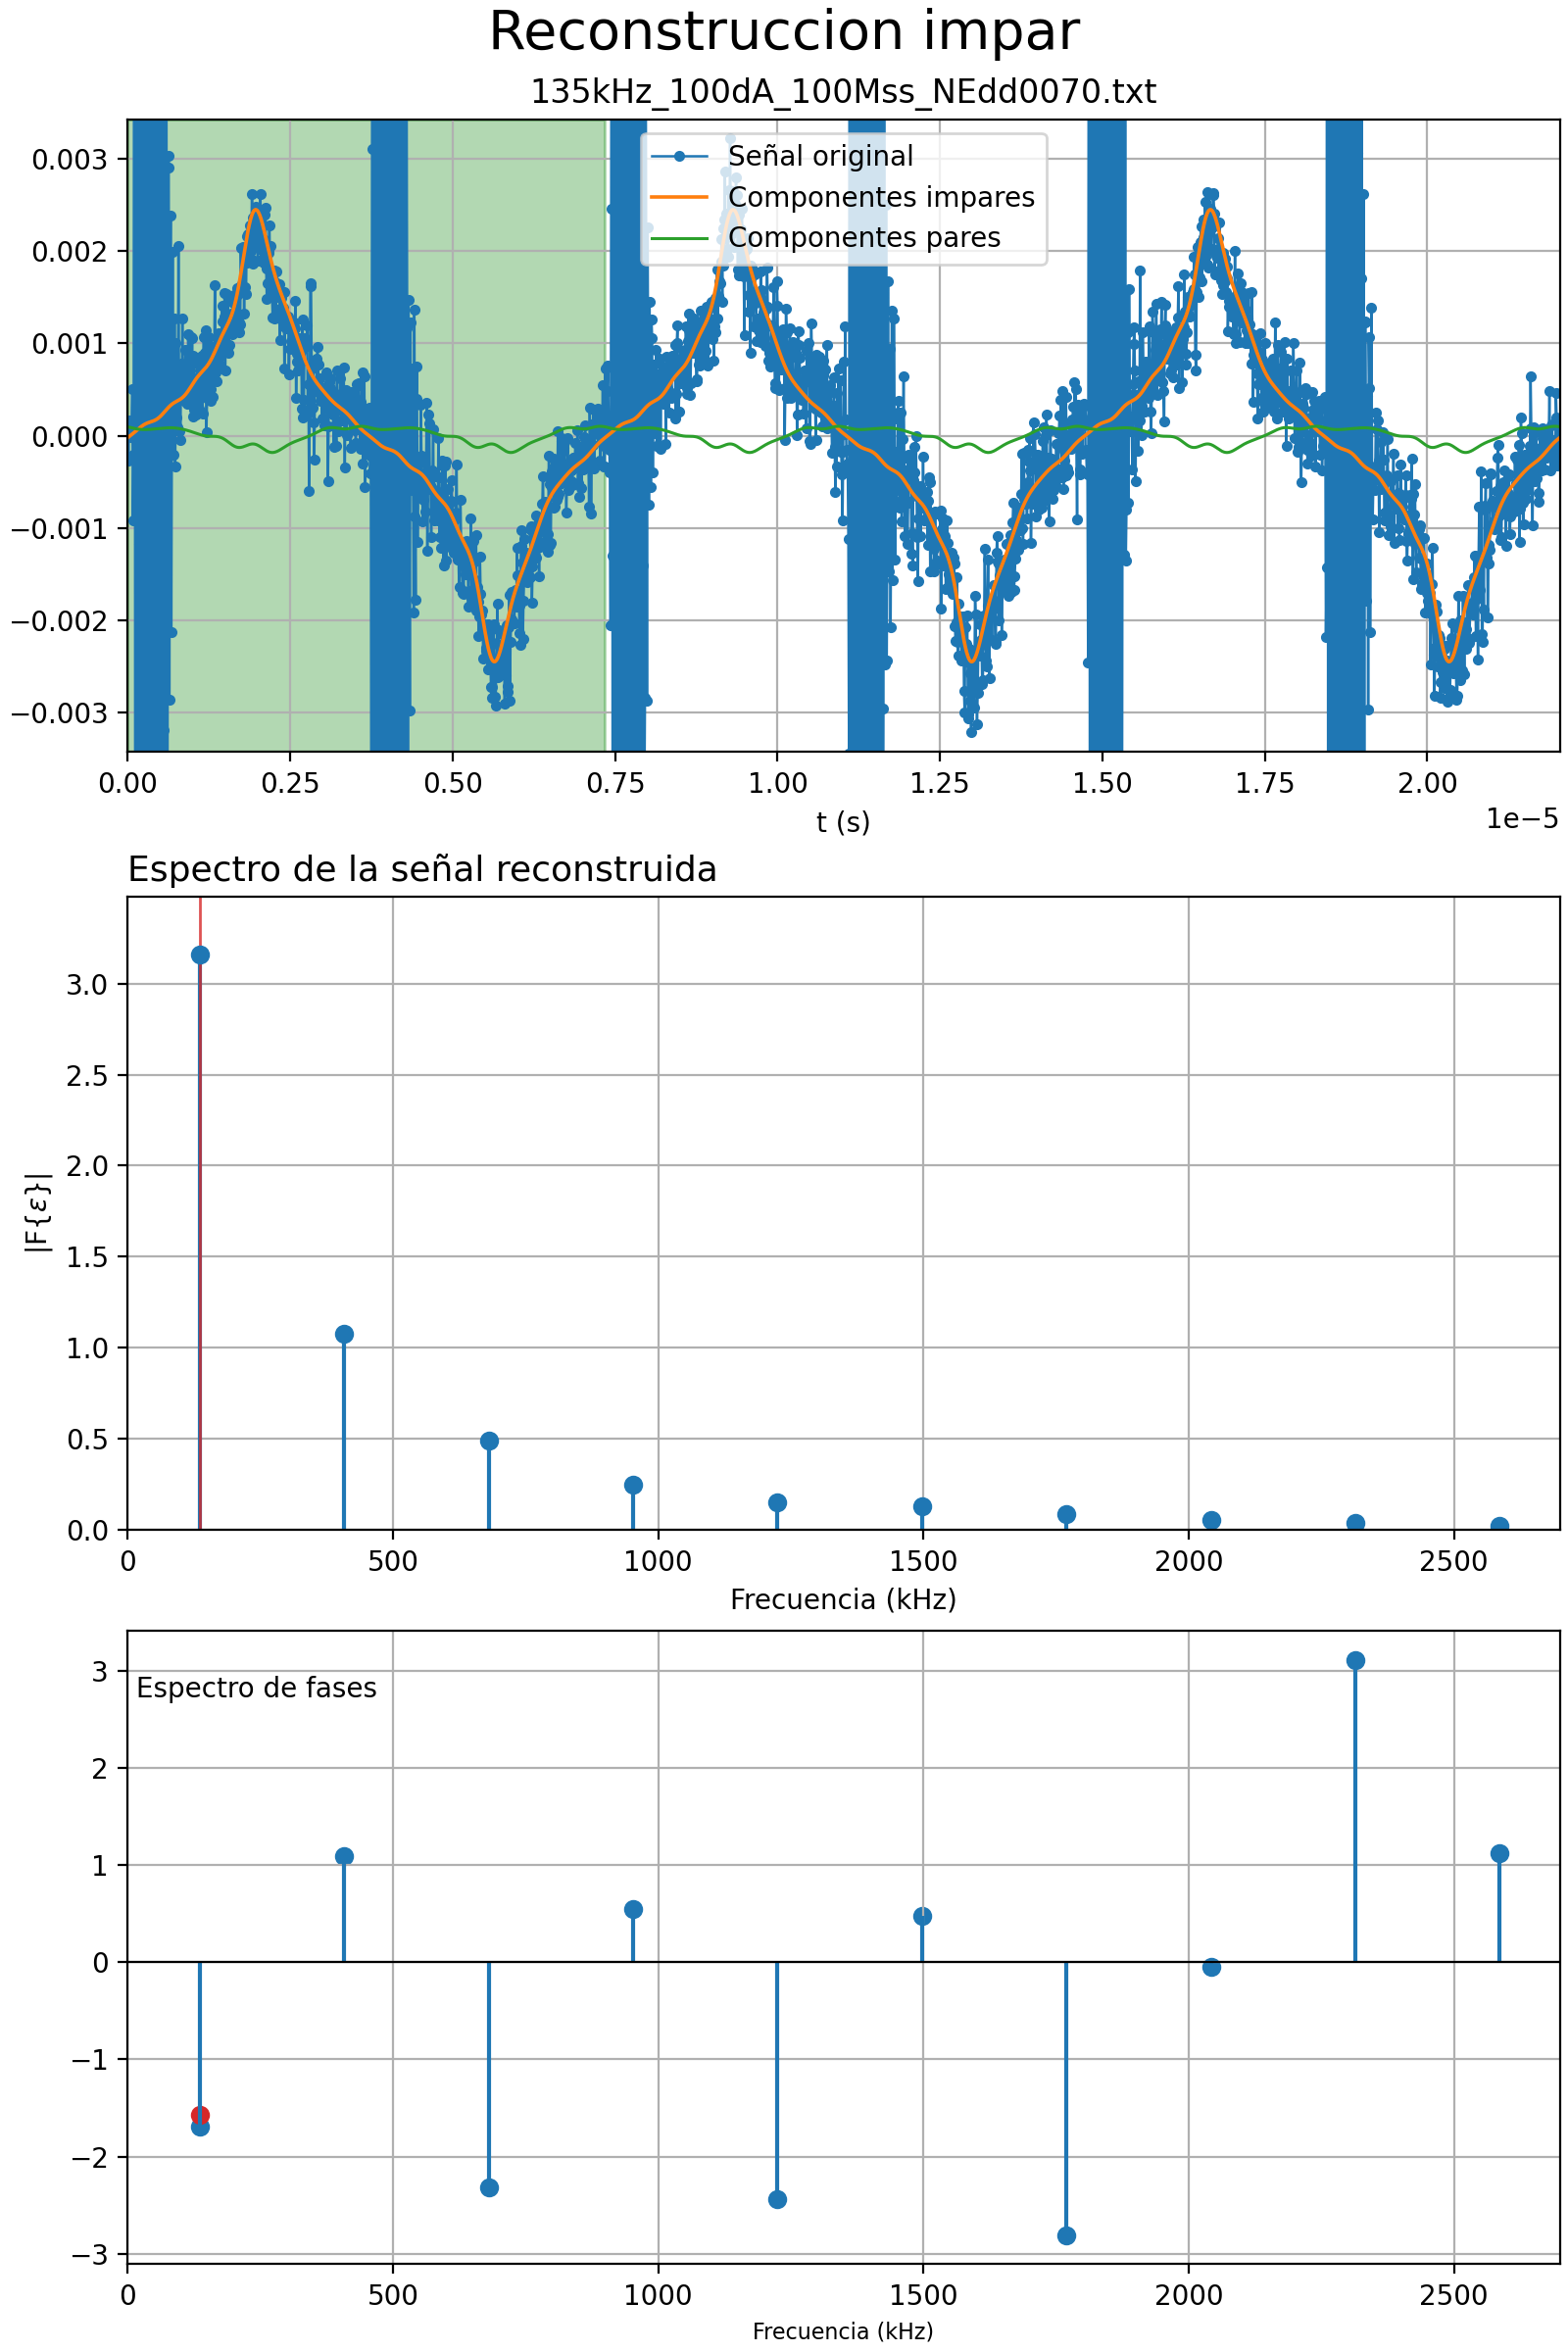 Reconstruccion impar
135kHz_100dA_100Mss_NEdd0070.txt
Señal original
Componentes impares
Componentes pares
0.003
0.002
0.001
0.000
−0.001
−0.002
−0.003
0.00 0.25 0.50 0.75 1.00 1.25 1.50 1.75 2.00
t (s)
1e−5
Espectro de la señal reconstruida
|F{ε}|
3.0
2.5
2.0
1.5
1.0
0.5
0.0
0 500 1000 1500 2000 2500
Frecuencia (kHz)
Espectro de fases
3
2
1
0
−1
−2
−3
0 500 1000 1500 2000 2500
Frecuencia (kHz)